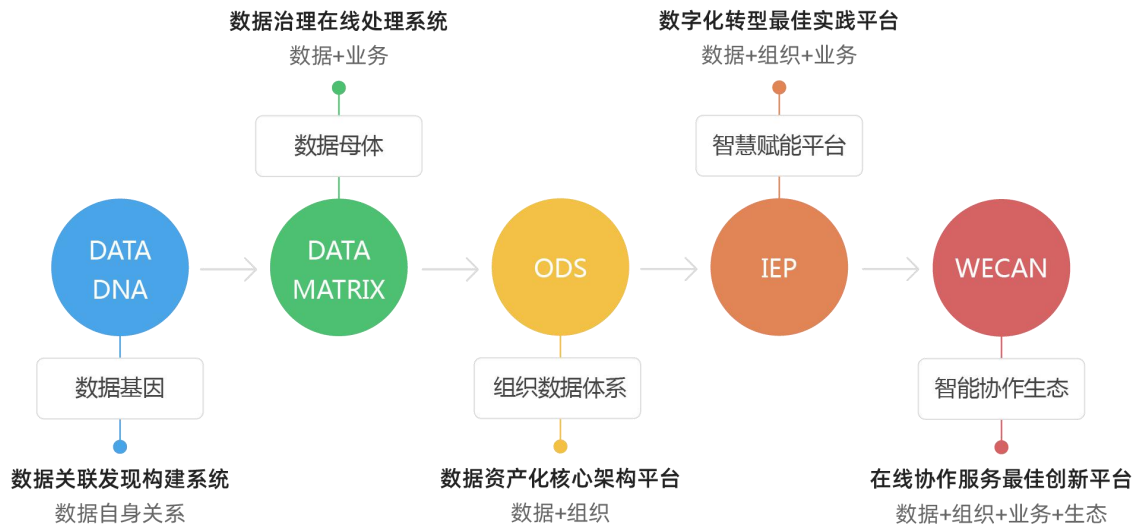 数据治理在线处理系统
数据+业务
数字化转型最佳实践平台
数据+组织+业务
数据母体
智慧赋能平台
DATA
DNA
DATA
MATRIX
ODS
IEP
WECAN
数据基因
组织数据体系
智能协作生态
数据关联发现构建系统
数据自身关系
数据资产化核心架构平台
数据+组织
在线协作服务最佳创新平台
数据+组织+业务+生态